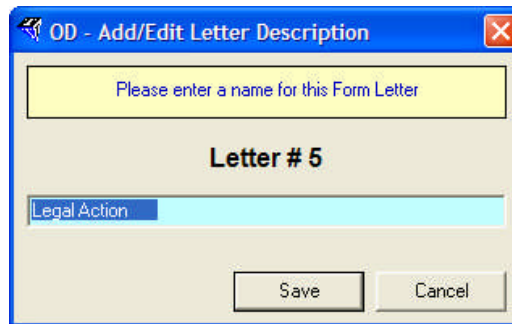 OD - Add/Edit Letter Description
Please enter a name for this Form Letter
Letter # 5
Legal Action
Save Cancel